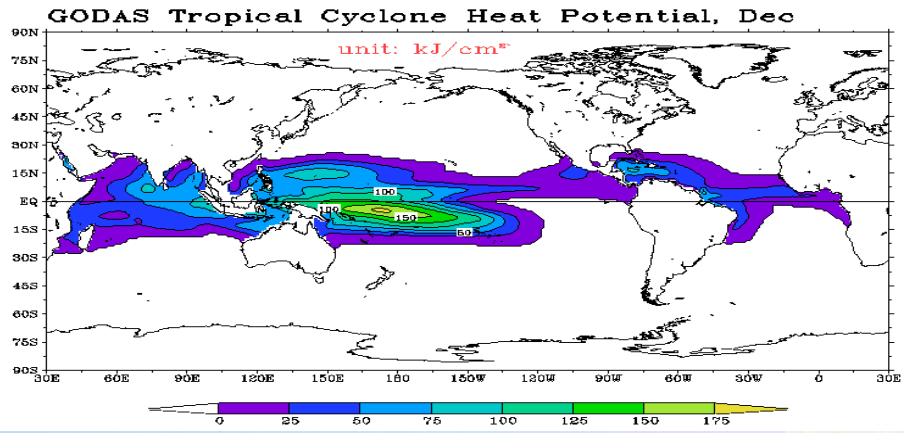 GODAS Tropical Cyclone Heat Potential, Dec
unit: kJ/cm²
90N
75N
60N
45N
30N
15N
EQ
15S
30S
45S
60S
75S
90S
100
100
150
50
30E 60E 90E 120E 150E 180 150W 120W 90W 60W 30W 0 30E
0 25 50 75 100 125 150 175